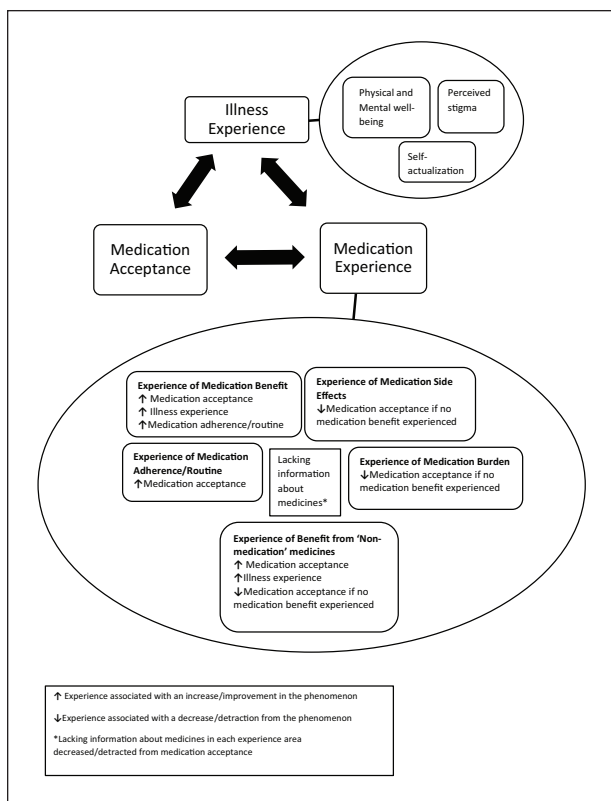 Illness
Experience
Physical and
Mental well-
being
Perceived
stigma
Self-
actualization
Medication
Acceptance
Medication
Experience
Experience of Medication Benefit
↑ Medication acceptance
↑ Illness experience
↑Medication adherence/routine
Experience of Medication Side
Effects
↓Medication acceptance if no
medication benefit experienced
Experience of Medication
Adherence/Routine
↑Medication acceptance
Lacking
information
about
medicines*
Experience of Medication Burden
↓Medication acceptance if no
medication benefit experienced
Experience of Benefit from ‘Non-
medication’ medicines
↑ Medication acceptance
↑Illness experience
↓Medication acceptance if no
medication benefit experienced
↑ Experience associated with an increase/improvement in the phenomenon
↓Experience associated with a decrease/detraction from the phenomenon
*Lacking information about medicines in each experience area
decreased/detracted from medication acceptance